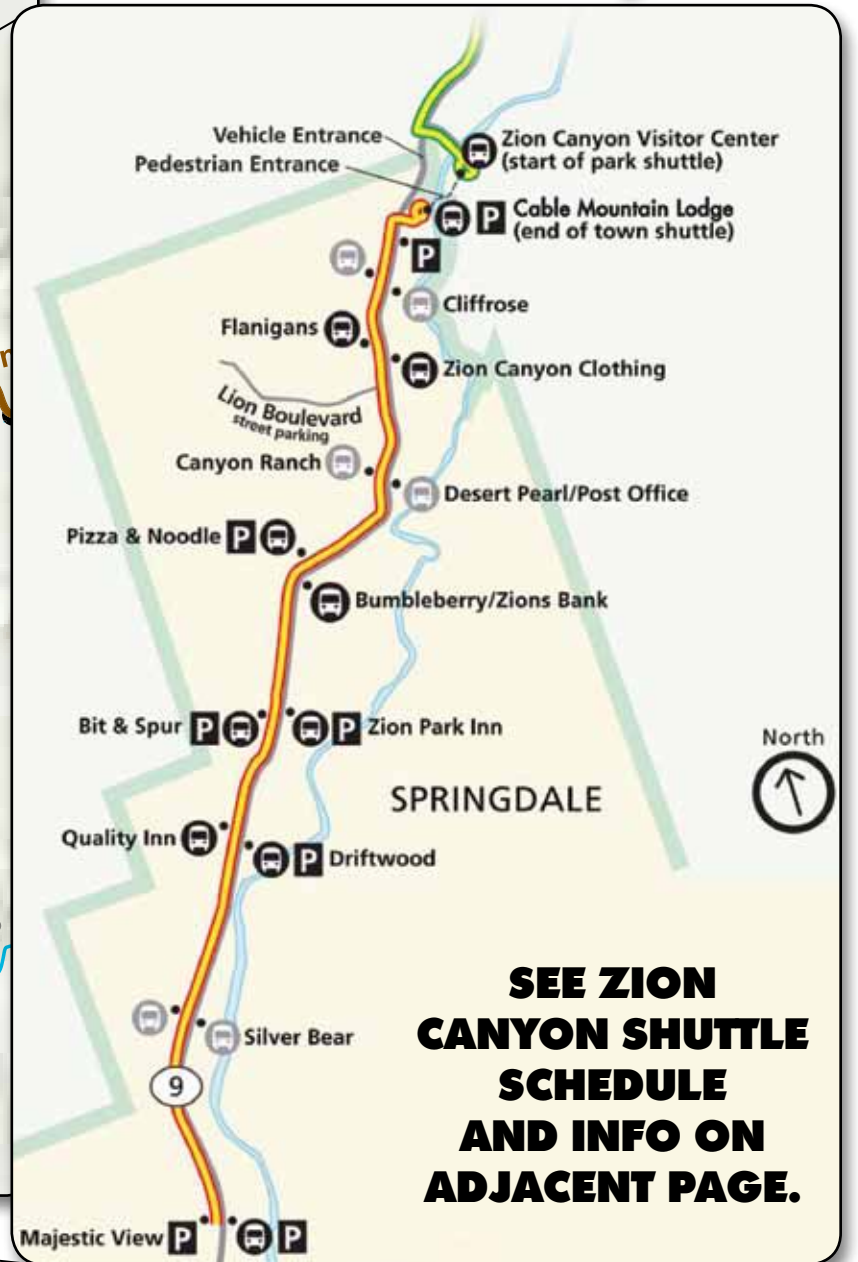 Vehicle Entrance
Pedestrian Entrance
Zion Canyon Visitor Center
(start of park shuttle)
P Cable Mountain Lodge
(end of town shuttle)
P
Cliffrose
Flanigans
Zion Canyon Clothing
Lion Boulevard
street parking
Canyon Ranch
Desert Pearl/Post Office
Pizza & Noodle P
Bumbleberry/Zions Bank
Bit & Spur P
P Zion Park Inn
North
SPRINGDALE
Quality Inn
P Driftwood
SEE ZION
CANYON SHUTTLE
SCHEDULE
AND INFO ON
ADJACENT PAGE.
Silver Bear
9
Majestic View P
P